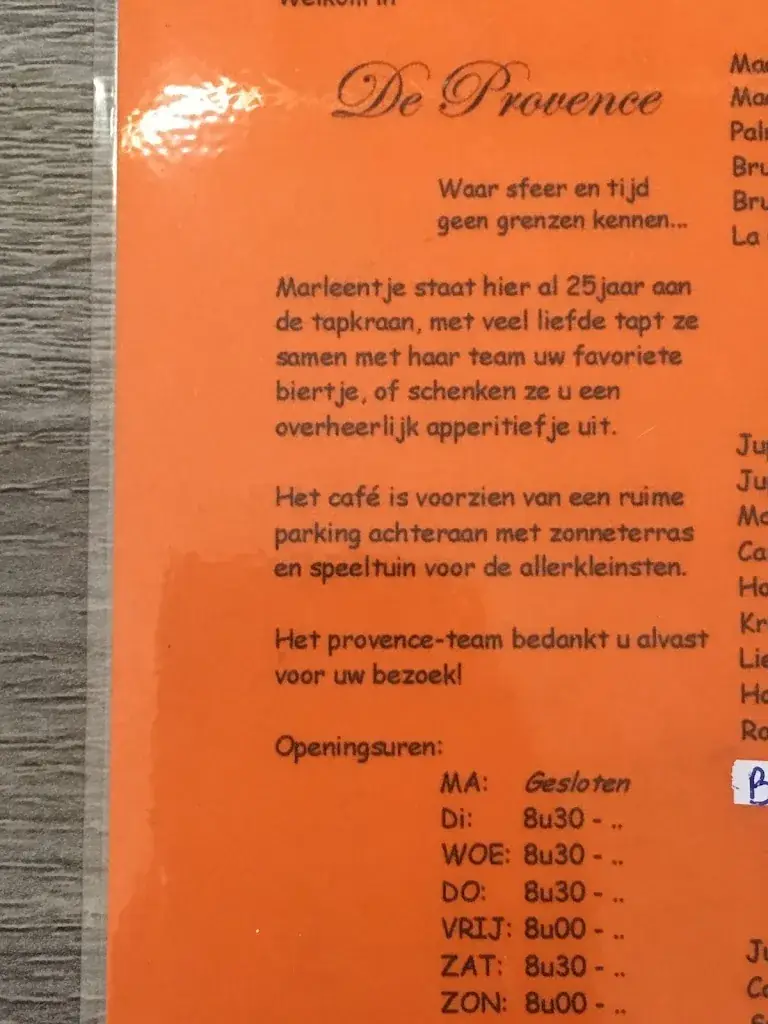 Welkom in
De Provence
Waar sfeer en tijd
geen grenzen kennen...
Marleentje staat hier al 25jaar aan
de tapkraan, met veel liefde tapt ze
samen met haar team uw favoriete
biertje, of schenken ze u een
overheerlijk apperitiefje uit.
Het café is voorzien van een ruime
parking achteraan met zonneterras
en speeltuin voor de allerkleinsten.
Het provence-team bedankt u alvast
voor uw bezoek!
Openingsuren:
MA: Gesloten
Di: 8u30 - ..
WOE: 8u30 - ..
DO: 8u30 - ..
VRIJ: 8u00 - ..
ZAT: 8u30 - ..
ZON: 8u00 - ..
La